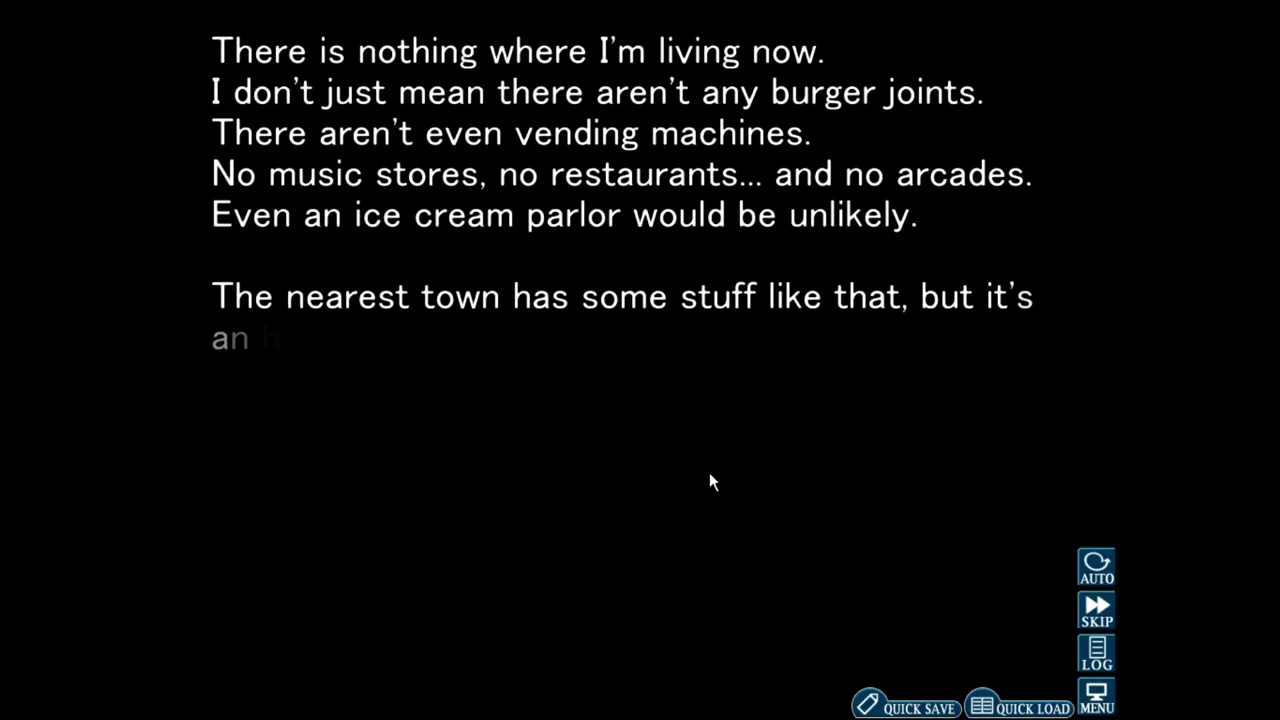 There is nothing where I'm living now.
I don't just mean there aren't any burger joints.
There aren't even vending machines.
No music stores, no restaurants... and no arcades.
Even an ice cream parlor would be unlikely.
The nearest town has some stuff like that, but it's
an h
AUTO
SKIP
LOG
MENU
QUICK SAVE
QUICK LOAD